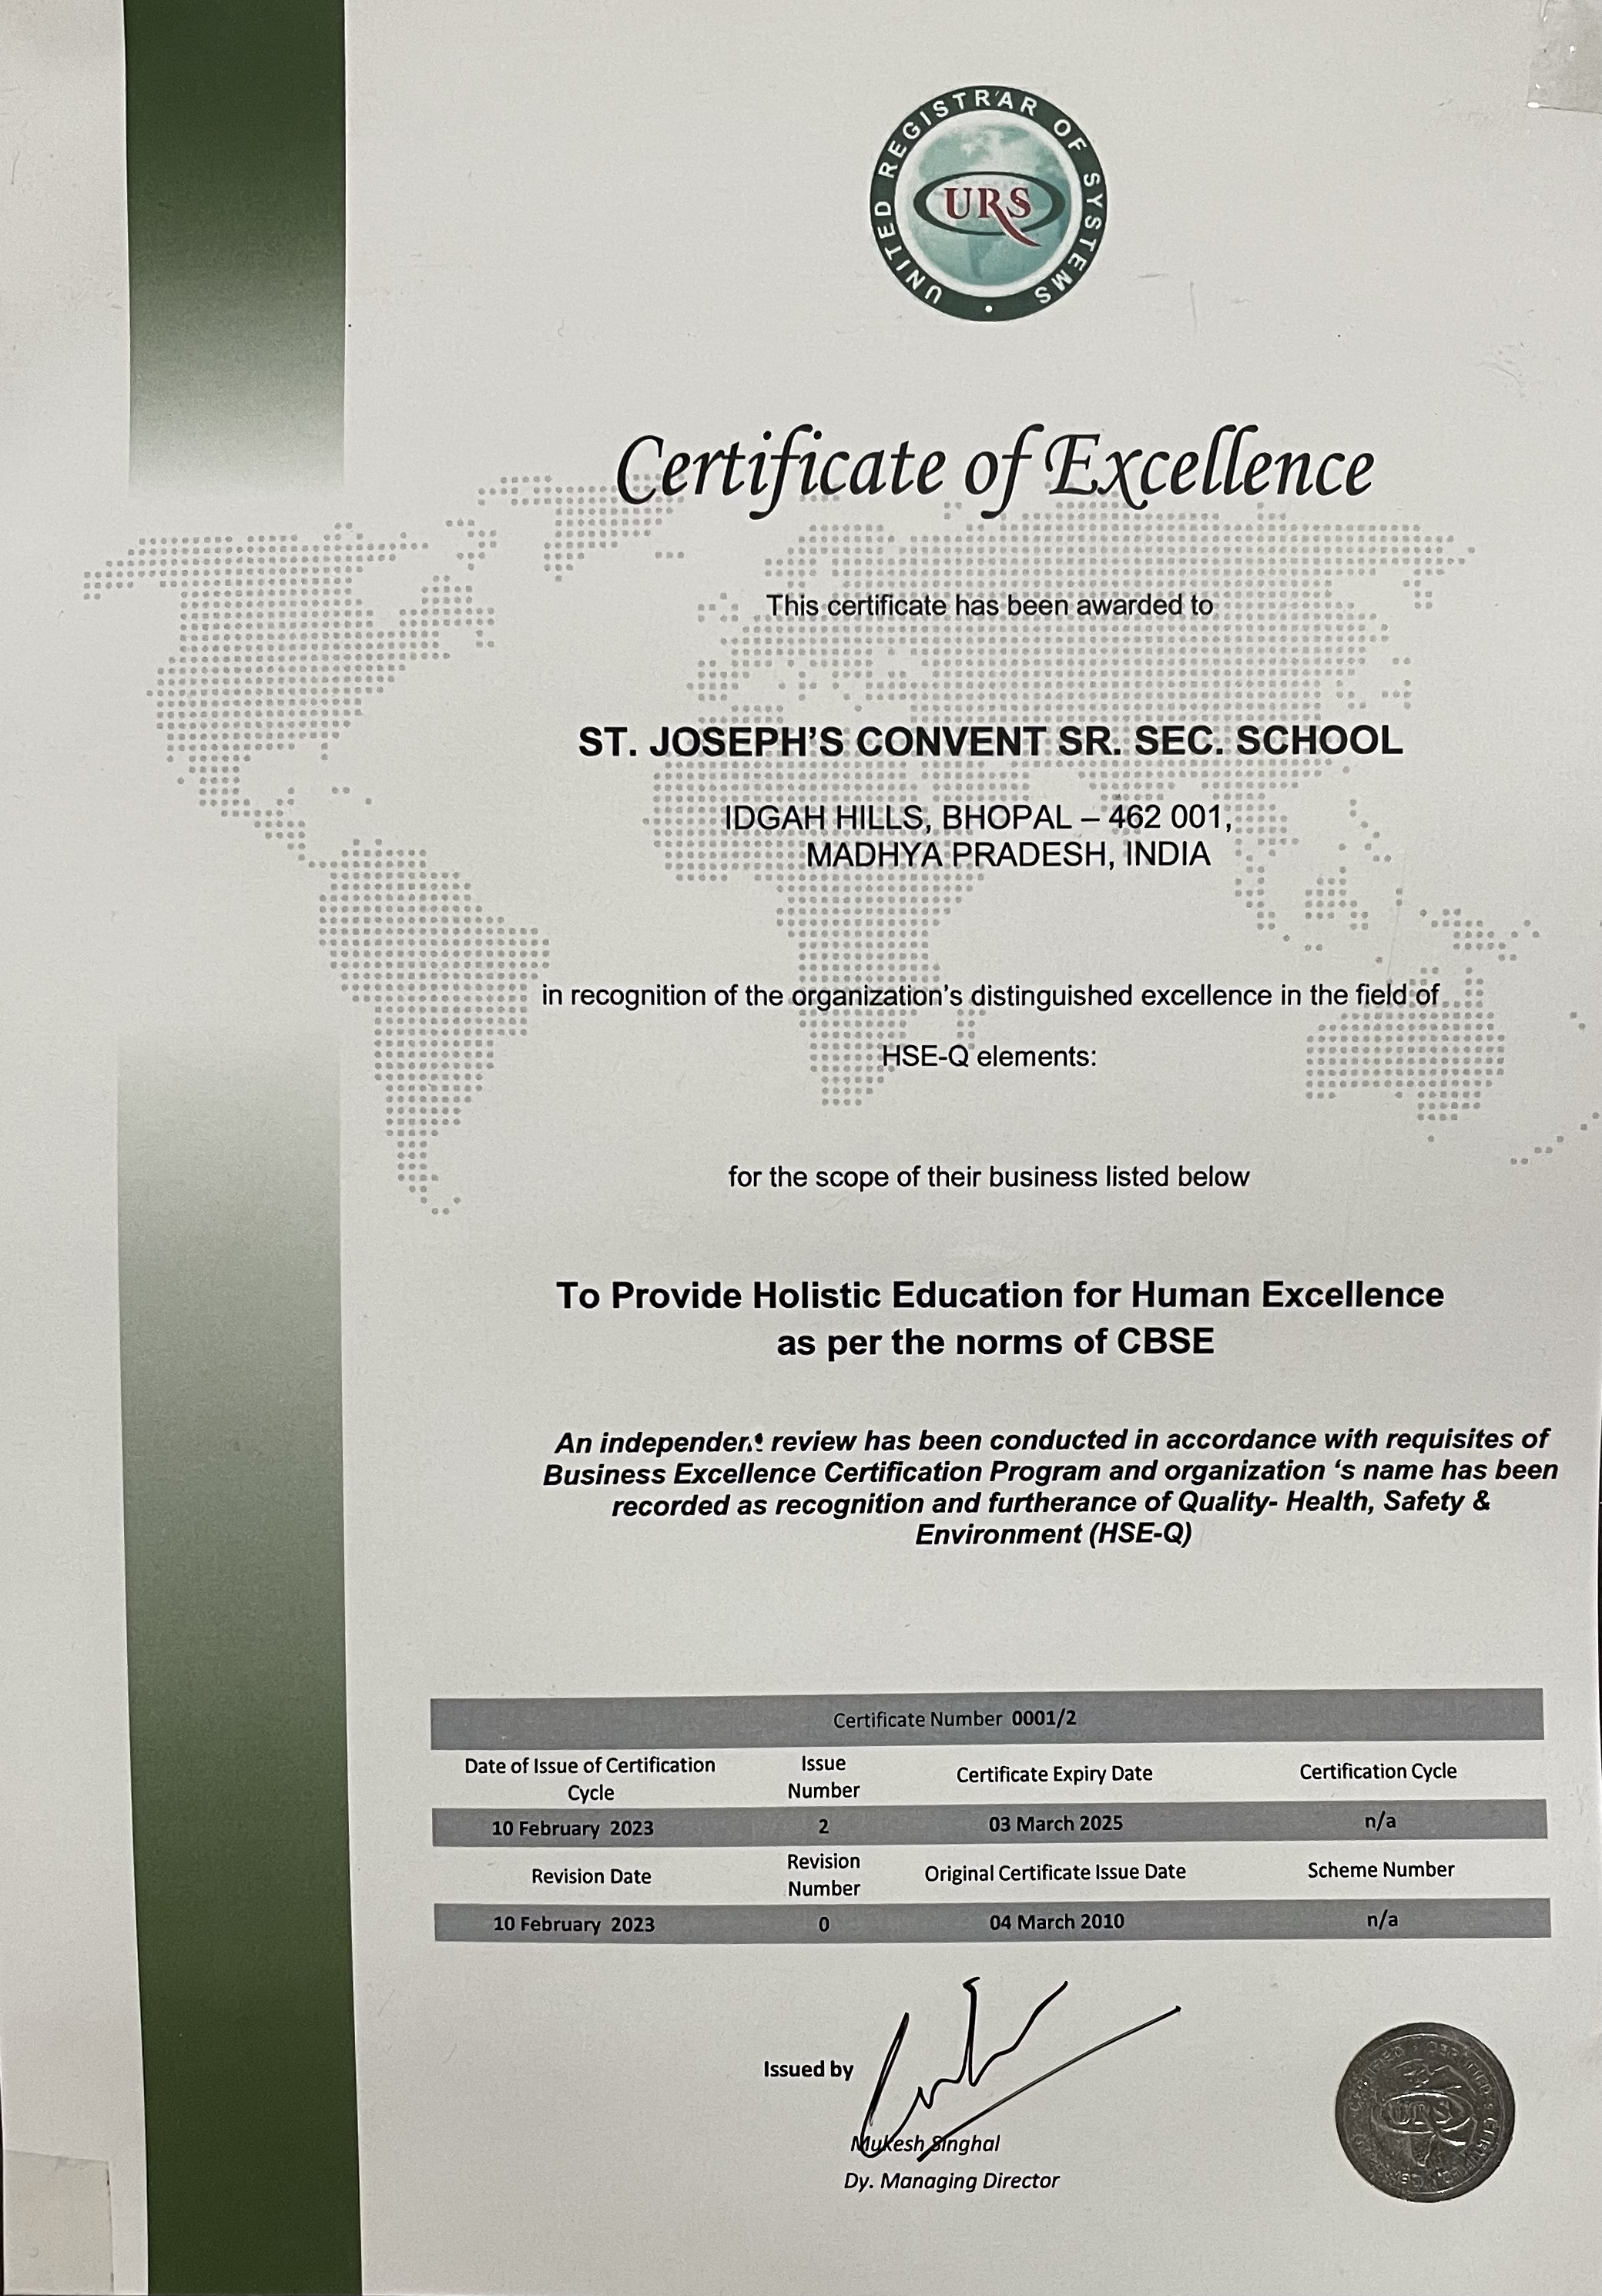 UNITED REGISTRAR OF SYSTEMS
URS
Certificate of Excellence
This certificate has been awarded to
ST. JOSEPH'S CONVENT SR. SEC. SCHOOL
IDGAH HILLS, BHOPAL – 462 001,
MADHYA PRADESH, INDIA
in recognition of the organization's distinguished excellence in the field of
HSE-Q elements:
for the scope of their business listed below
To Provide Holistic Education for Human Excellence
as per the norms of CBSE
An independent review has been conducted in accordance with requisites of
Business Excellence Certification Program and organization 's name has been
recorded as recognition and furtherance of Quality- Health, Safety &
Environment (HSE-Q)
Certificate Number 0001/2
Date of Issue of Certification Cycle
Issue Number
Certificate Expiry Date
Certification Cycle
10 February 2023
2
03 March 2025
n/a
Revision Date
Revision Number
Original Certificate Issue Date
Scheme Number
10 February 2023
0
04 March 2010
n/a
Issued by
Mukesh Singhal
Dy. Managing Director
URS